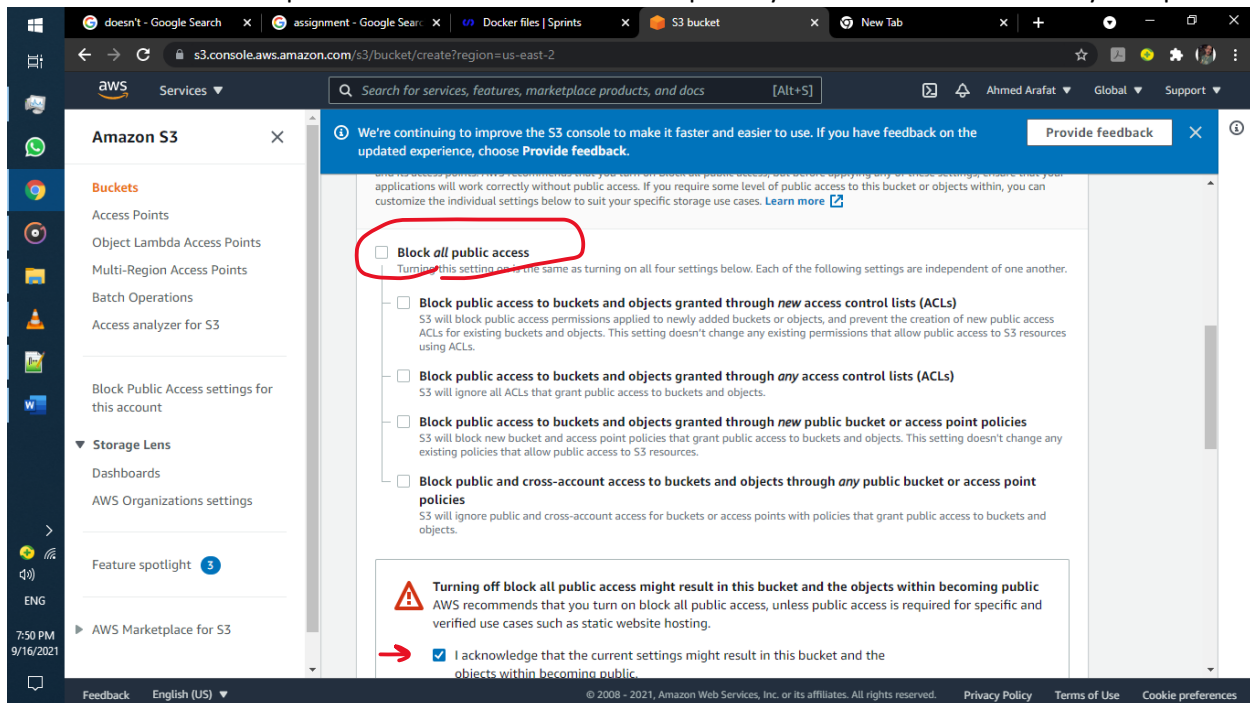 doesn't - Google Search
assignment - Google Searc
Docker files | Sprints
S3 bucket
New Tab
s3.console.aws.amazon.com/s3/bucket/create?region=us-east-2
aws
Services ▼
Search for services, features, marketplace products, and docs
[Alt+S]
Ahmed Arafat ▼
Global ▼
Support ▼
Amazon S3
We're continuing to improve the S3 console to make it faster and easier to use. If you have feedback on the
updated experience, choose Provide feedback.
Provide feedback
Buckets
Access Points
Object Lambda Access Points
Multi-Region Access Points
Batch Operations
Access analyzer for S3
Block Public Access settings for
this account
▼ Storage Lens
Dashboards
AWS Organizations settings
Feature spotlight 3
AWS Marketplace for S3
applications will work correctly without public access. If you require some level of public access to this bucket or objects within, you can
customize the individual settings below to suit your specific storage use cases. Learn more
Block all public access
Turning this setting on is the same as turning on all four settings below. Each of the following settings are independent of one another.
Block public access to buckets and objects granted through new access control lists (ACLs)
S3 will block public access permissions applied to newly added buckets or objects, and prevent the creation of new public access
ACLs for existing buckets and objects. This setting doesn't change any existing permissions that allow public access to S3 resources
using ACLs.
Block public access to buckets and objects granted through any access control lists (ACLs)
S3 will ignore all ACLs that grant public access to buckets and objects.
Block public access to buckets and objects granted through new public bucket or access point policies
S3 will block new bucket and access point policies that grant public access to buckets and objects. This setting doesn't change any
existing policies that allow public access to S3 resources.
Block public and cross-account access to buckets and objects through any public bucket or access point
policies
S3 will ignore public and cross-account access for buckets or access points with policies that grant public access to buckets and
objects.
Turning off block all public access might result in this bucket and the objects within becoming public
AWS recommends that you turn on block all public access, unless public access is required for specific and
verified use cases such as static website hosting.
I acknowledge that the current settings might result in this bucket and the
objects within becoming public.
ENG
7:50 PM
9/16/2021
Feedback
English (US) ▼
© 2008 - 2021, Amazon Web Services, Inc. or its affiliates. All rights reserved.
Privacy Policy
Terms of Use
Cookie preferences